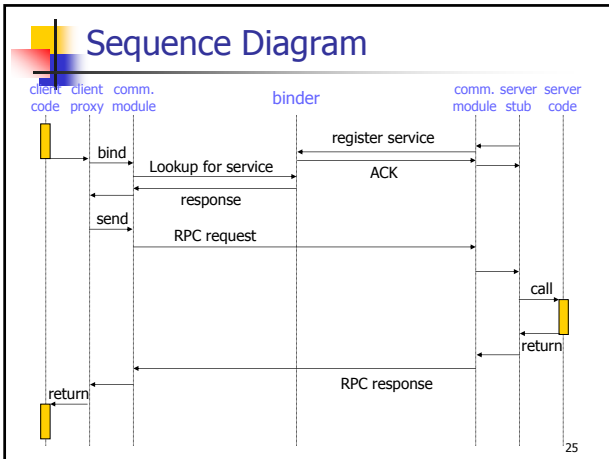 Sequence Diagram
client client comm. binder comm. server server
code proxy module module stub code
register service
bind
Lookup for service
ACK
response
send
RPC request
call
return
RPC response
return
25